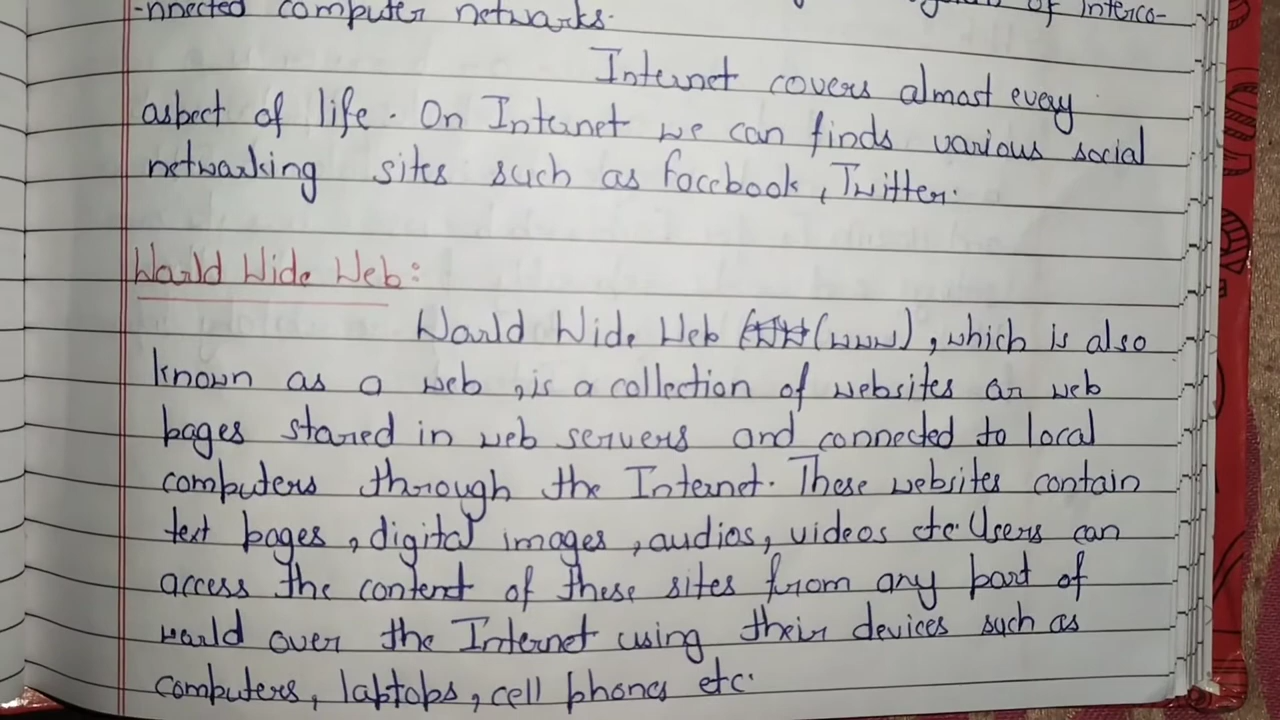 -nnected computer networks.
of interco-
Internet covers almost every
aspect of life. On Internet we can finds various social
networking sites such as facebook, Twitter.
World Wide Web:
World Wide Web (www), which is also
known as a web, is a collection of websites or web
pages stored in web servers and connected to local
computers through the Internet. These websites contain
text pages, digital images, audios, videos etc. Users can
access the content of these sites from any part of
world over the Internet using their devices such as
computers, laptops, cell phones etc.